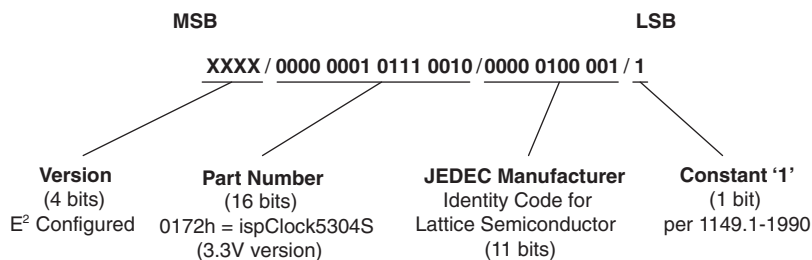 MSB LSB
XXXX / 0000 0001 0111 0010 / 0000 0100 001 / 1
Version
(4 bits)
E² Configured
Part Number
(16 bits)
0172h = ispClock5304S
(3.3V version)
JEDEC Manufacturer
Identity Code for
Lattice Semiconductor
(11 bits)
Constant ‘1’
(1 bit)
per 1149.1-1990